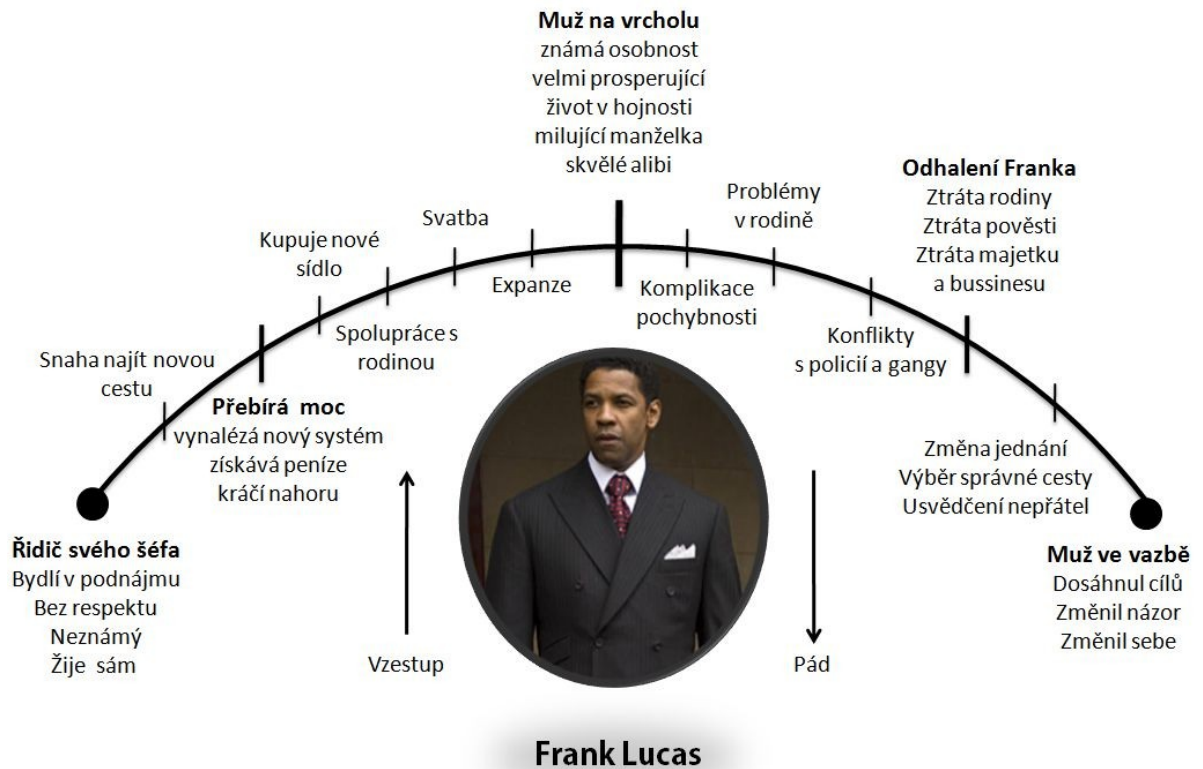 Řidič svého šéfa
Bydlí v podnájmu
Bez respektu
Neznámý
Žije sám
Snaha najít novou
cestu
Přebírá moc
vynalézá nový systém
získává peníze
kráčí nahoru
Kupuje nové
sídlo
Spolupráce s
rodinou
Svatba
Expanze
Muž na vrcholu
známá osobnost
velmi prosperující
život v hojnosti
milující manželka
skvělé alibi
Komplikace
pochybnosti
Problémy
v rodině
Konflikty
s policií a gangy
Odhalení Franka
Ztráta rodiny
Ztráta pověsti
Ztráta majetku
a bussinesu
Změna jednání
Výběr správné cesty
Usvědčení nepřátel
Muž ve vazbě
Dosáhnul cílů
Změnil názor
Změnil sebe
Vzestup
Pád
Frank Lucas